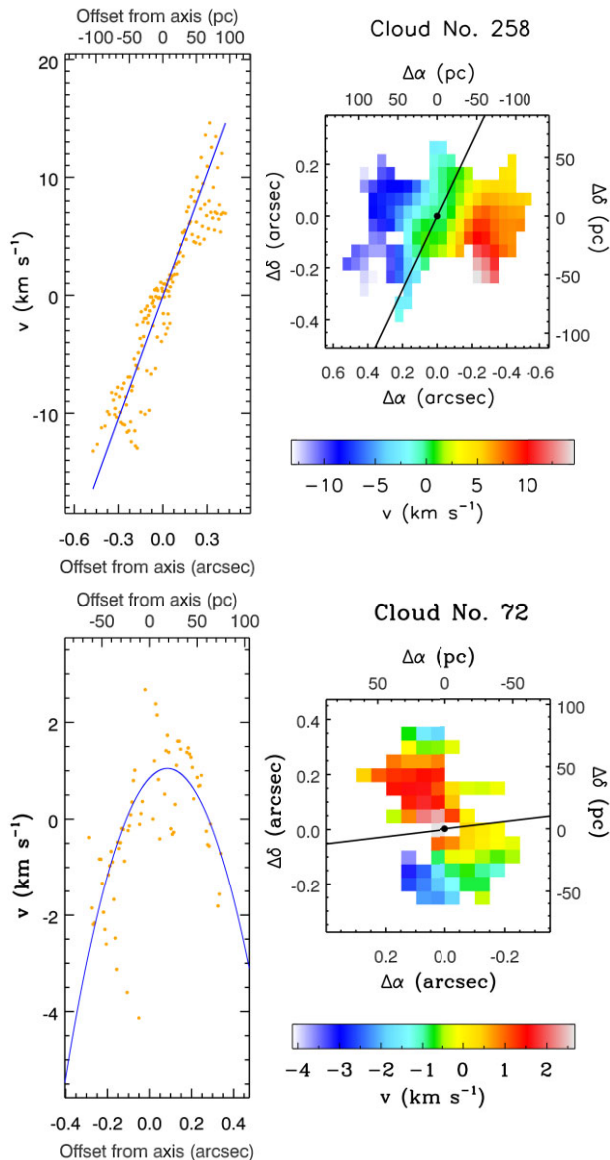 Offset from axis (pc)
-100 -50 0 50 100
20
10
0
-10
v (km s⁻¹)
-0.6 -0.3 0.0 0.3
Offset from axis (arcsec)
Cloud No. 258
Δα (pc)
100 50 0 -50 -100
0.2
0.0
-0.2
-0.4
Δδ (arcsec)
50
0
-50
-100
Δδ (pc)
0.6 0.4 0.2 0.0 -0.2 -0.4 -0.6
Δα (arcsec)
-10 -5 0 5 10
v (km s⁻¹)
Offset from axis (pc)
-50 0 50 100
2
0
-2
-4
v (km s⁻¹)
-0.4 -0.2 0.0 0.2 0.4
Offset from axis (arcsec)
Cloud No. 72
Δα (pc)
50 0 -50
0.4
0.2
0.0
-0.2
Δδ (arcsec)
100
50
0
-50
Δδ (pc)
0.2 0.0 -0.2
Δα (arcsec)
-4 -3 -2 -1 0 1 2
v (km s⁻¹)